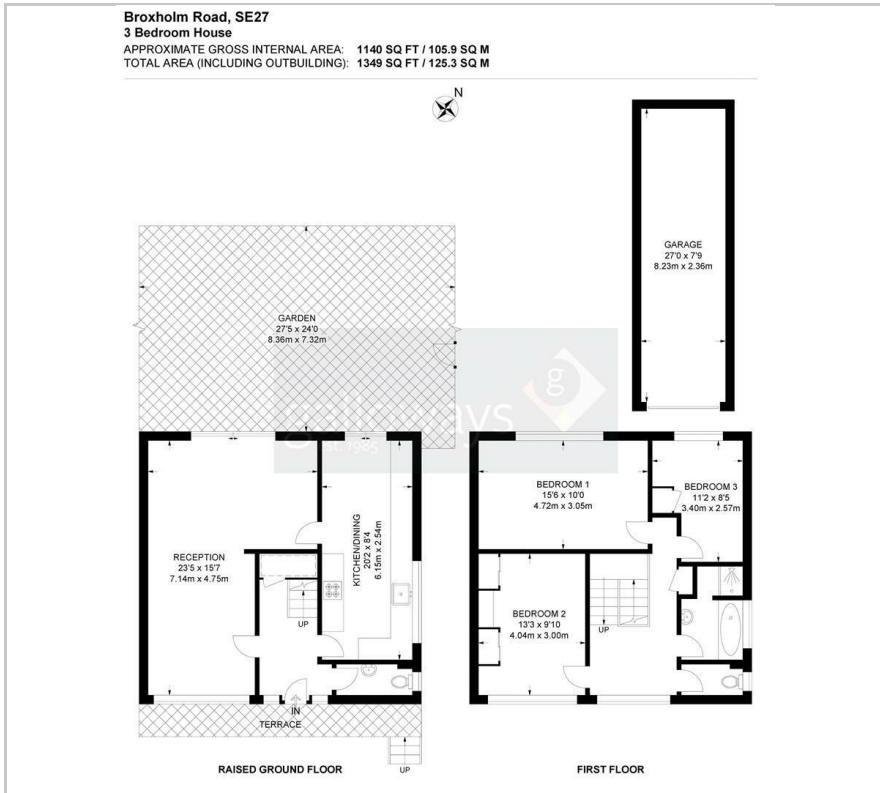 Broxholm Road, SE27
3 Bedroom House
APPROXIMATE GROSS INTERNAL AREA: 1140 SQ FT / 105.9 SQ M
TOTAL AREA (INCLUDING OUTBUILDING): 1349 SQ FT / 125.3 SQ M
N
GARAGE
27'0 x 7'9
8.23m x 2.36m
GARDEN
27'5 x 24'0
8.36m x 7.32m
galloways
est. 1985
g
RECEPTION
23'5 x 15'7
7.14m x 4.75m
KITCHEN/DINING
20'2 x 8'4
6.15m x 2.54m
UP
IN
TERRACE
UP
RAISED GROUND FLOOR
BEDROOM 1
15'6 x 10'0
4.72m x 3.05m
BEDROOM 3
11'2 x 8'5
3.40m x 2.57m
BEDROOM 2
13'3 x 9'10
4.04m x 3.00m
UP
FIRST FLOOR